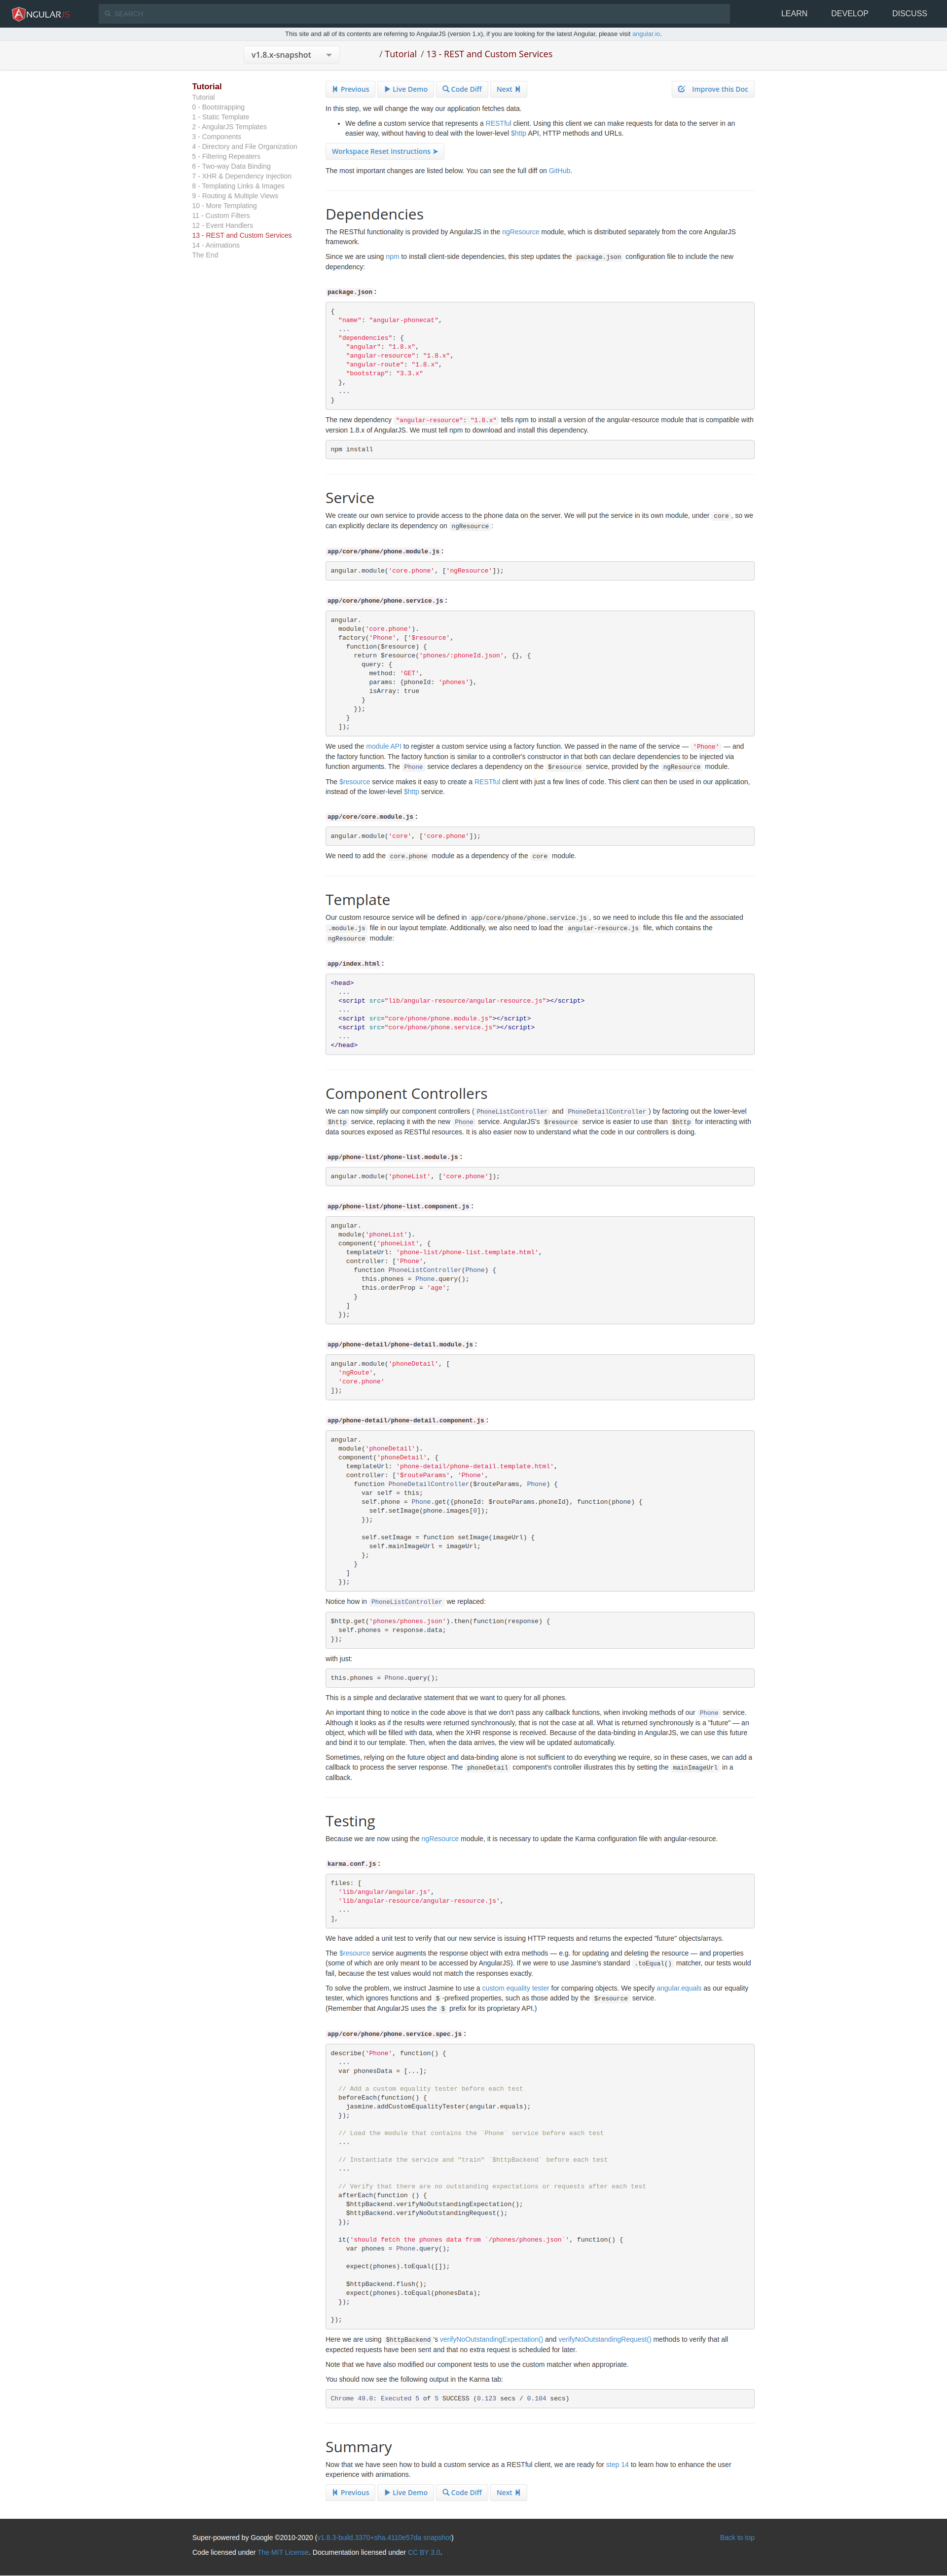 ANGULARJS
SEARCH
LEARN
DEVELOP
DISCUSS
This site and all of its contents are referring to AngularJS (version 1.x), if you are looking for the latest Angular, please visit angular.io.
v1.8.x-snapshot
/ Tutorial / 13 - REST and Custom Services
Tutorial
Tutorial
0 - Bootstrapping
1 - Static Template
2 - AngularJS Templates
3 - Components
4 - Directory and File Organization
5 - Filtering Repeaters
6 - Two-way Data Binding
7 - XHR & Dependency Injection
8 - Templating Links & Images
9 - Routing & Multiple Views
10 - More Templating
11 - Custom Filters
12 - Event Handlers
13 - REST and Custom Services
14 - Animations
The End
Previous
Live Demo
Code Diff
Next
Improve this Doc
In this step, we will change the way our application fetches data.
• We define a custom service that represents a RESTful client. Using this client we can make requests for data to the server in an
easier way, without having to deal with the lower-level $http API, HTTP methods and URLs.
Workspace Reset Instructions ➤
The most important changes are listed below. You can see the full diff on GitHub.
Dependencies
The RESTful functionality is provided by AngularJS in the ngResource module, which is distributed separately from the core AngularJS
framework.
Since we are using npm to install client-side dependencies, this step updates the package.json configuration file to include the new
dependency:
package.json:
{
  "name": "angular-phonecat",
  ...
  "dependencies": {
    "angular": "1.8.x",
    "angular-resource": "1.8.x",
    "angular-route": "1.8.x",
    "bootstrap": "3.3.x"
  },
  ...
}
The new dependency "angular-resource": "1.8.x" tells npm to install a version of the angular-resource module that is compatible with
version 1.8.x of AngularJS. We must tell npm to download and install this dependency.
npm install
Service
We create our own service to provide access to the phone data on the server. We will put the service in its own module, under core, so we
can explicitly declare its dependency on ngResource:
app/core/phone/phone.module.js:
angular.module('core.phone', ['ngResource']);
app/core/phone/phone.service.js:
angular.
  module('core.phone').
  factory('Phone', ['$resource',
    function($resource) {
      return $resource('phones/:phoneId.json', {}, {
        query: {
          method: 'GET',
          params: {phoneId: 'phones'},
          isArray: true
        }
      });
    }
  ]);
We used the module API to register a custom service using a factory function. We passed in the name of the service — 'Phone' — and
the factory function. The factory function is similar to a controller's constructor in that both can declare dependencies to be injected via
function arguments. The Phone service declares a dependency on the $resource service, provided by the ngResource module.
The $resource service makes it easy to create a RESTful client with just a few lines of code. This client can then be used in our application,
instead of the lower-level $http service.
app/core/core.module.js:
angular.module('core', ['core.phone']);
We need to add the core.phone module as a dependency of the core module.
Template
Our custom resource service will be defined in app/core/phone/phone.service.js, so we need to include this file and the associated
.module.js file in our layout template. Additionally, we also need to load the angular-resource.js file, which contains the
ngResource module:
app/index.html:
<head>
  ...
  <script src="lib/angular-resource/angular-resource.js"></script>
  ...
  <script src="core/phone/phone.module.js"></script>
  <script src="core/phone/phone.service.js"></script>
  ...
</head>
Component Controllers
We can now simplify our component controllers (PhoneListController and PhoneDetailController) by factoring out the lower-level
$http service, replacing it with the new Phone service. AngularJS's $resource service is easier to use than $http for interacting with
data sources exposed as RESTful resources. It is also easier now to understand what the code in our controllers is doing.
app/phone-list/phone-list.module.js:
angular.module('phoneList', ['core.phone']);
app/phone-list/phone-list.component.js:
angular.
  module('phoneList').
  component('phoneList', {
    templateUrl: 'phone-list/phone-list.template.html',
    controller: ['Phone',
      function PhoneListController(Phone) {
        this.phones = Phone.query();
        this.orderProp = 'age';
      }
    ]
  });
app/phone-detail/phone-detail.module.js:
angular.module('phoneDetail', [
  'ngRoute',
  'core.phone'
]);
app/phone-detail/phone-detail.component.js:
angular.
  module('phoneDetail').
  component('phoneDetail', {
    templateUrl: 'phone-detail/phone-detail.template.html',
    controller: ['$routeParams', 'Phone',
      function PhoneDetailController($routeParams, Phone) {
        var self = this;
        self.phone = Phone.get({phoneId: $routeParams.phoneId}, function(phone) {
          self.setImage(phone.images[0]);
        });

        self.setImage = function setImage(imageUrl) {
          self.mainImageUrl = imageUrl;
        };
      }
    ]
  });
Notice how in PhoneListController we replaced:
$http.get('phones/phones.json').then(function(response) {
  self.phones = response.data;
});
with just:
this.phones = Phone.query();
This is a simple and declarative statement that we want to query for all phones.
An important thing to notice in the code above is that we don't pass any callback functions, when invoking methods of our Phone service.
Although it looks as if the results were returned synchronously, that is not the case at all. What is returned synchronously is a "future" — an
object, which will be filled with data, when the XHR response is received. Because of the data-binding in AngularJS, we can use this future
and bind it to our template. Then, when the data arrives, the view will be updated automatically.
Sometimes, relying on the future object and data-binding alone is not sufficient to do everything we require, so in these cases, we can add a
callback to process the server response. The phoneDetail component's controller illustrates this by setting the mainImageUrl in a
callback.
Testing
Because we are now using the ngResource module, it is necessary to update the Karma configuration file with angular-resource.
karma.conf.js:
files: [
  'lib/angular/angular.js',
  'lib/angular-resource/angular-resource.js',
  ...
],
We have added a unit test to verify that our new service is issuing HTTP requests and returns the expected "future" objects/arrays.
The $resource service augments the response object with extra methods — e.g. for updating and deleting the resource — and properties
(some of which are only meant to be accessed by AngularJS). If we were to use Jasmine's standard .toEqual() matcher, our tests would
fail, because the test values would not match the responses exactly.
To solve the problem, we instruct Jasmine to use a custom equality tester for comparing objects. We specify angular.equals as our equality
tester, which ignores functions and $-prefixed properties, such as those added by the $resource service.
(Remember that AngularJS uses the $ prefix for its proprietary API.)
app/core/phone/phone.service.spec.js:
describe('Phone', function() {
  ...
  var phonesData = [...];

  // Add a custom equality tester before each test
  beforeEach(function() {
    jasmine.addCustomEqualityTester(angular.equals);
  });

  // Load the module that contains the `Phone` service before each test
  ...

  // Instantiate the service and "train" `$httpBackend` before each test
  ...

  // Verify that there are no outstanding expectations or requests after each test
  afterEach(function () {
    $httpBackend.verifyNoOutstandingExpectation();
    $httpBackend.verifyNoOutstandingRequest();
  });

  it('should fetch the phones data from `/phones/phones.json`', function() {
    var phones = Phone.query();

    expect(phones).toEqual([]);

    $httpBackend.flush();
    expect(phones).toEqual(phonesData);
  });

});
Here we are using $httpBackend's verifyNoOutstandingExpectation() and verifyNoOutstandingRequest() methods to verify that all
expected requests have been sent and that no extra request is scheduled for later.
Note that we have also modified our component tests to use the custom matcher when appropriate.
You should now see the following output in the Karma tab:
Chrome 49.0: Executed 5 of 5 SUCCESS (0.123 secs / 0.104 secs)
Summary
Now that we have seen how to build a custom service as a RESTful client, we are ready for step 14 to learn how to enhance the user
experience with animations.
Previous
Live Demo
Code Diff
Next
Super-powered by Google ©2010-2020 (v1.8.3-build.3370+sha.4110e57da snapshot)
Back to top
Code licensed under The MIT License. Documentation licensed under CC BY 3.0.